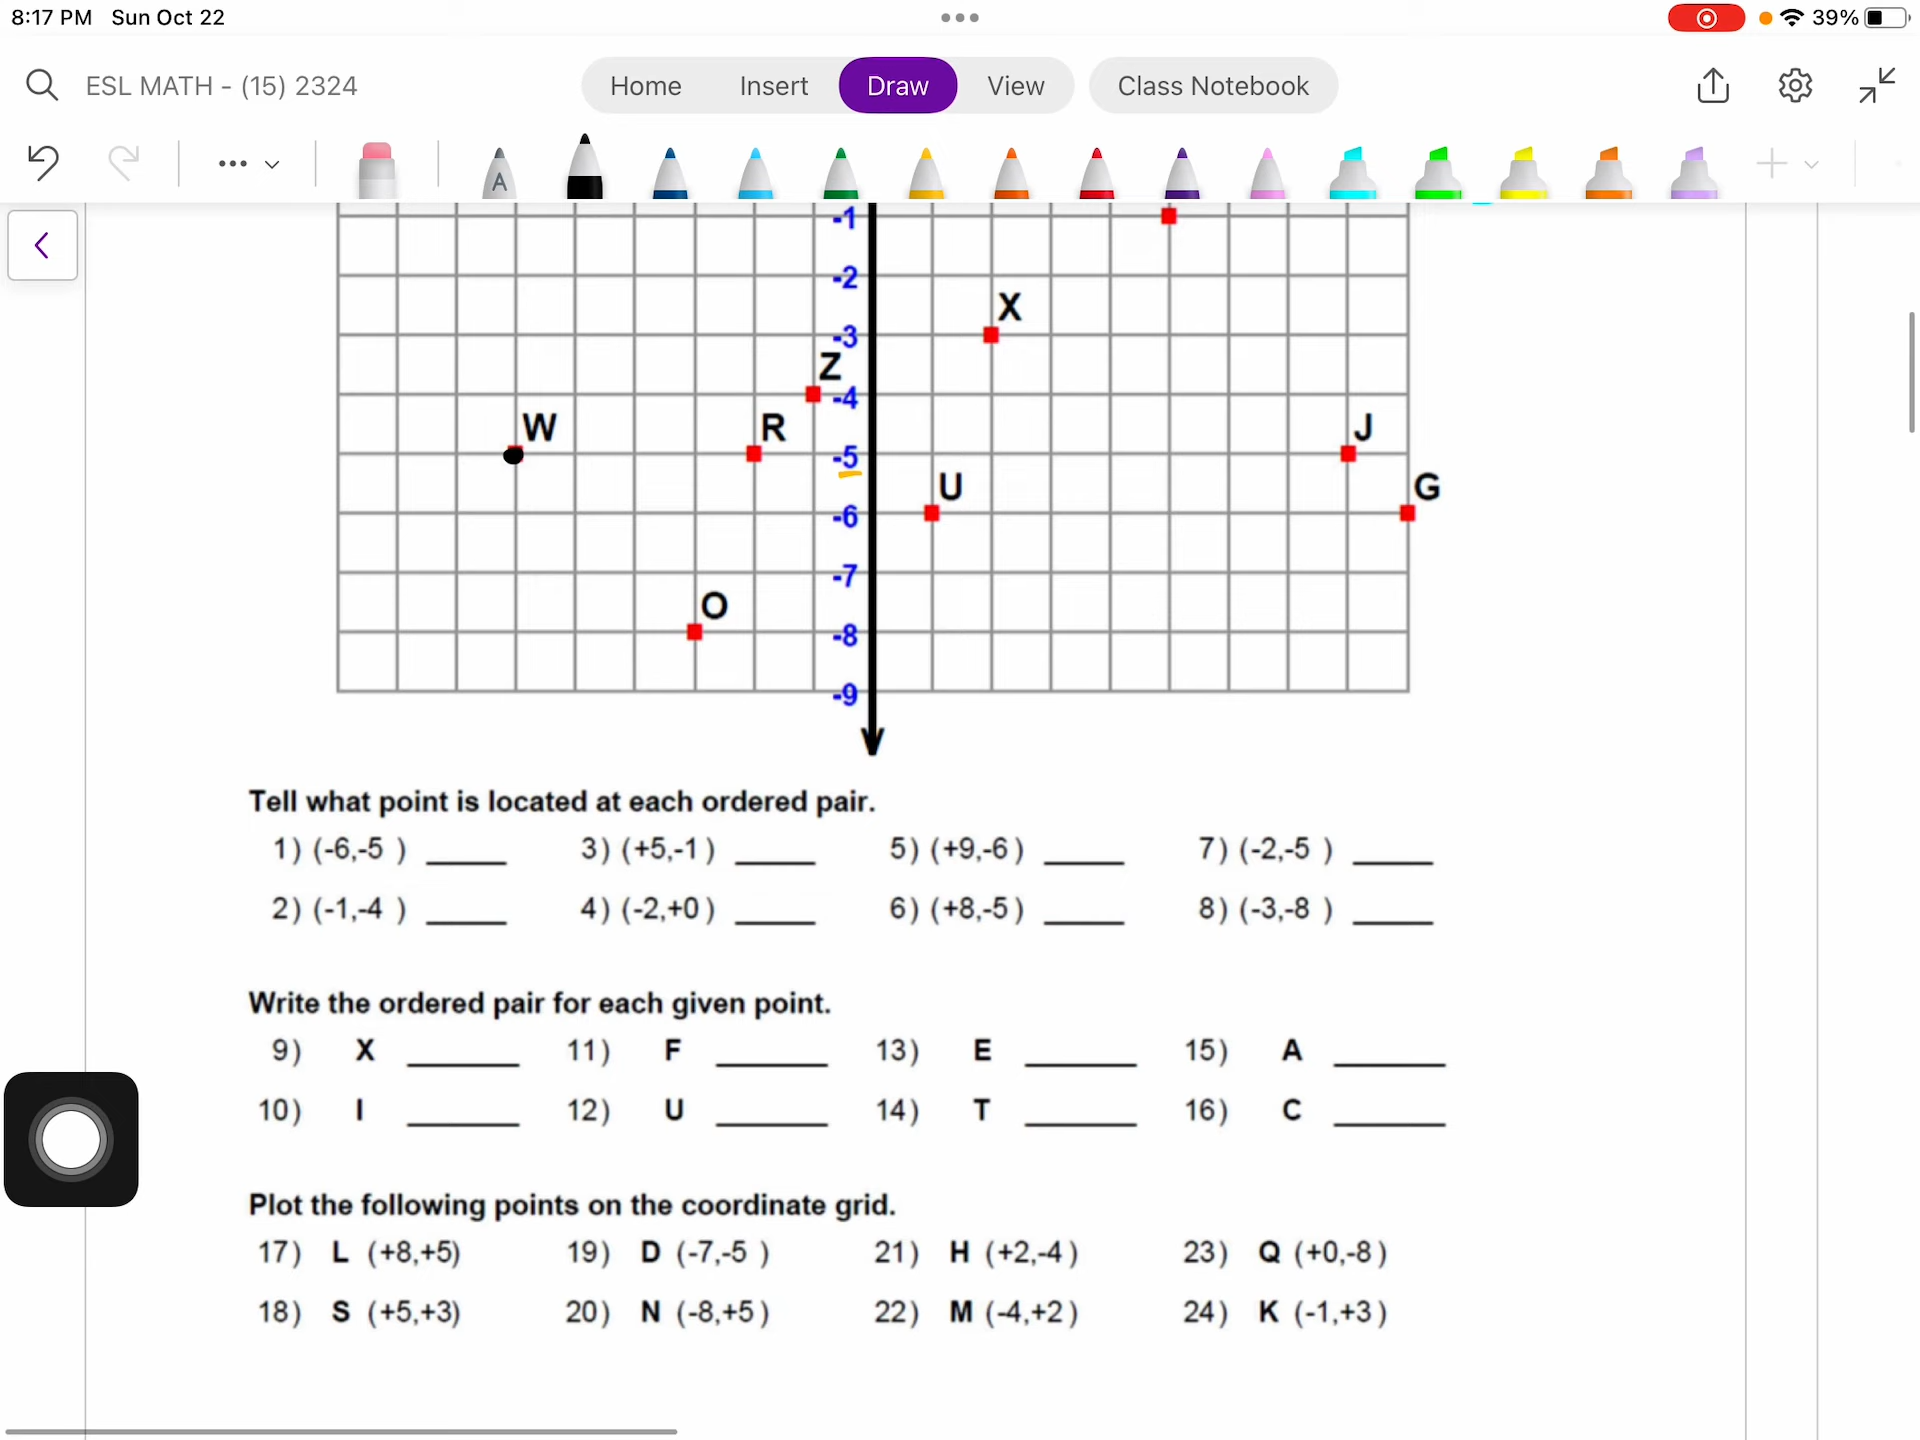 8:17 PM Sun Oct 22
39%
ESL MATH - (15) 2324
Home Insert Draw View Class Notebook
A
-1
-2
X
-3
Z
-4
W R J
-5
U G
-6
-7
O
-8
-9
Tell what point is located at each ordered pair.
1) (-6,-5 ) 3) (+5,-1 ) 5) (+9,-6 ) 7) (-2,-5 )
2) (-1,-4 ) 4) (-2,+0 ) 6) (+8,-5 ) 8) (-3,-8 )
Write the ordered pair for each given point.
9) X 11) F 13) E 15) A
10) I 12) U 14) T 16) C
Plot the following points on the coordinate grid.
17) L (+8,+5) 19) D (-7,-5 ) 21) H (+2,-4 ) 23) Q (+0,-8 )
18) S (+5,+3) 20) N (-8,+5 ) 22) M (-4,+2 ) 24) K (-1,+3 )